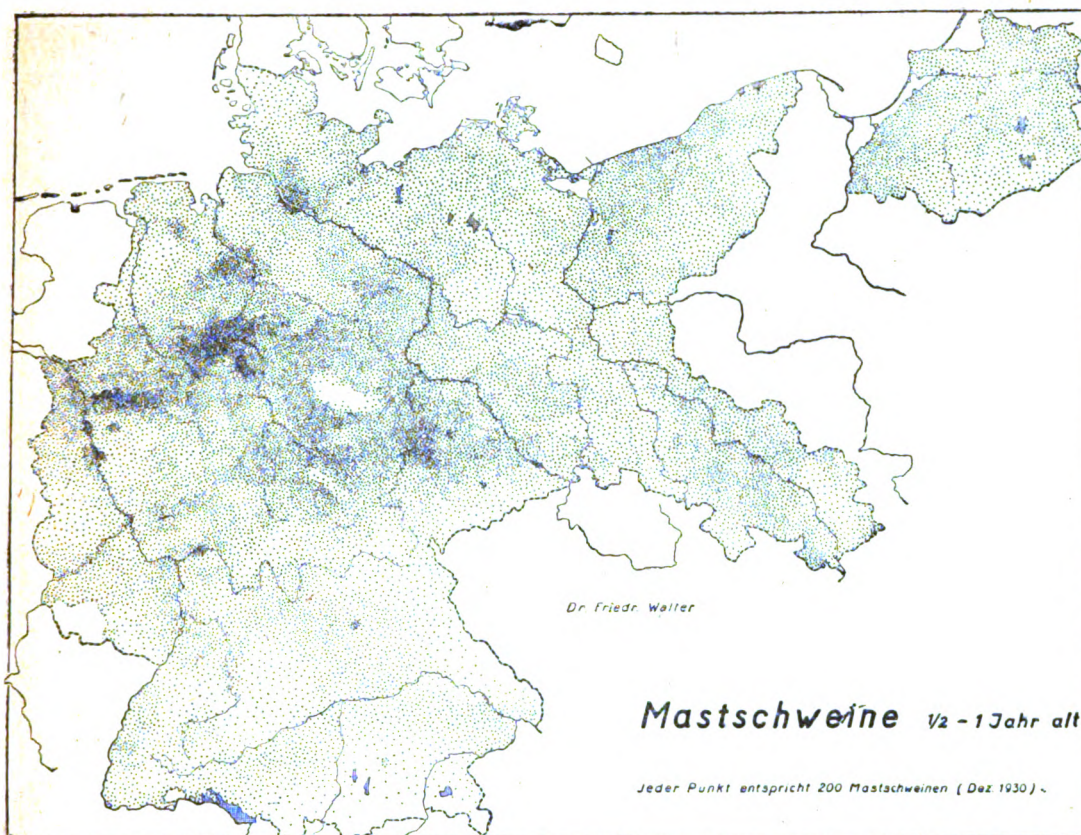 Dr. Friedr. Walter
Mastschweine 1/2 - 1 Jahr alt
Jeder Punkt entspricht 200 Mastschweinen ( Dez. 1930 )